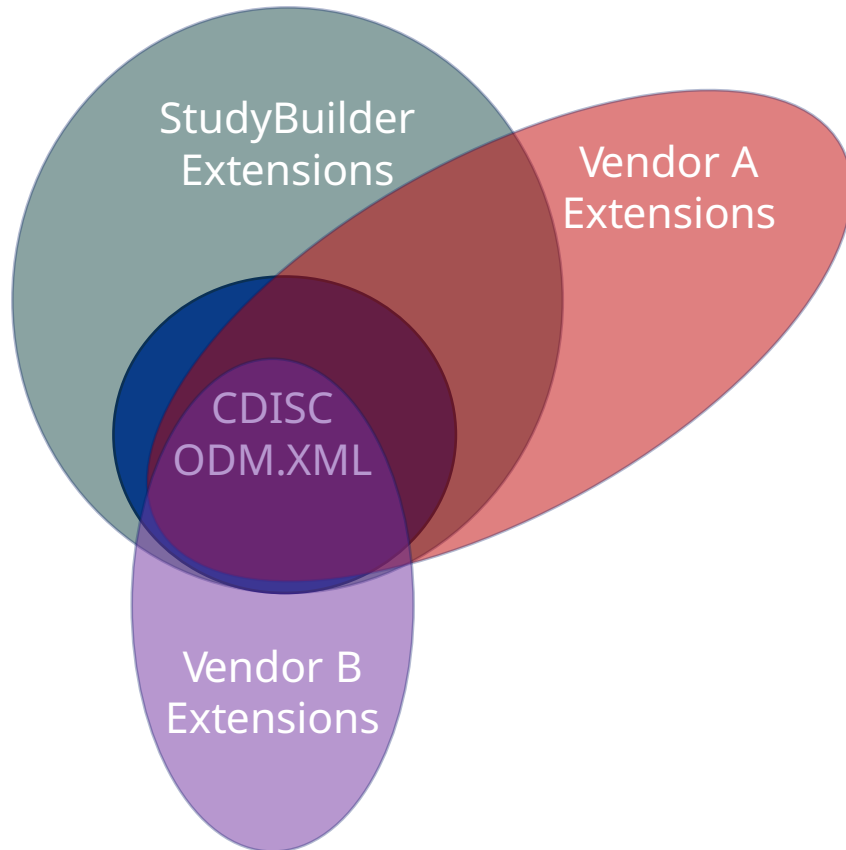 StudyBuilder
Extensions
Vendor A
Extensions
CDISC
ODM.XML
Vendor B
Extensions